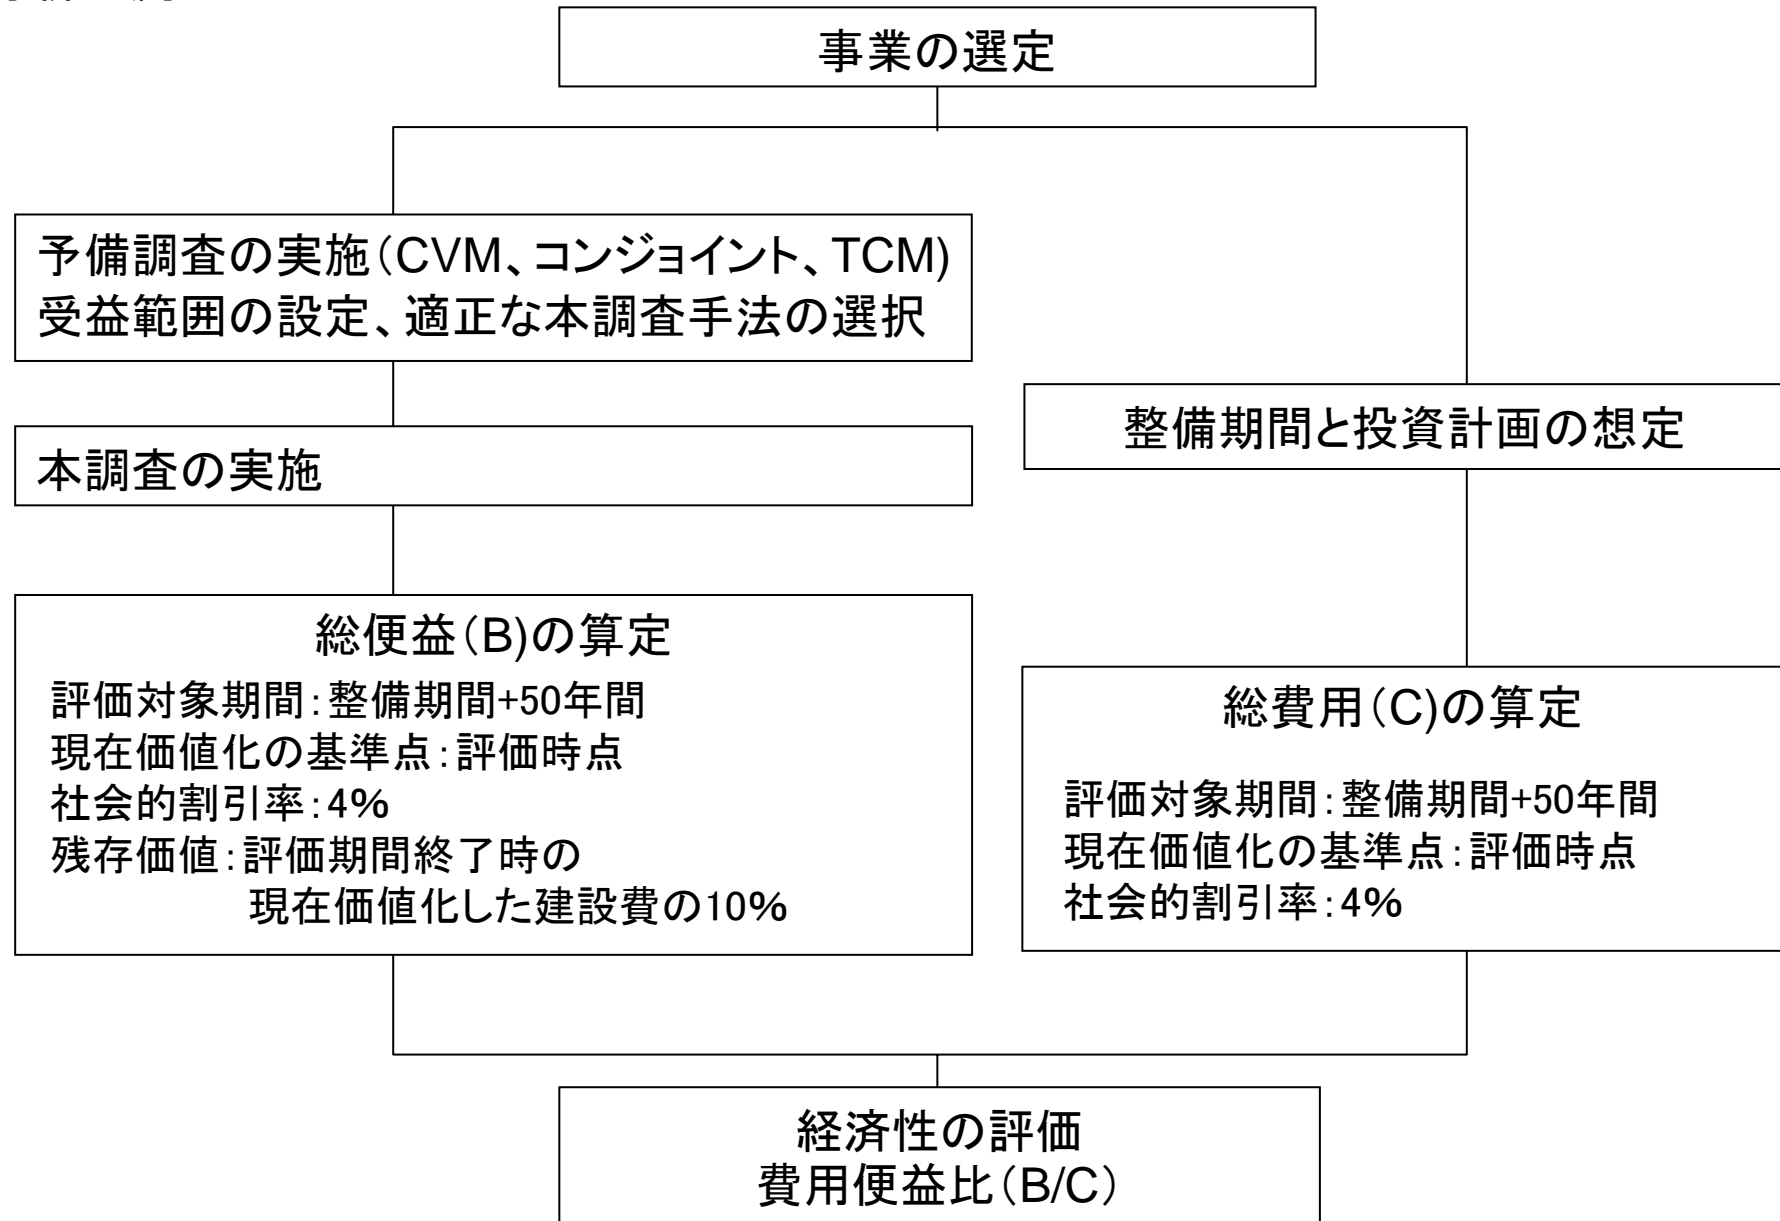 事業の選定
予備調査の実施（CVM、コンジョイント、TCM)
受益範囲の設定、適正な本調査手法の選択
本調査の実施
総便益（B)の算定
評価対象期間：整備期間+50年間
現在価値化の基準点：評価時点
社会的割引率：4%
残存価値：評価期間終了時の
現在価値化した建設費の10%
整備期間と投資計画の想定
総費用（C)の算定
評価対象期間：整備期間+50年間
現在価値化の基準点：評価時点
社会的割引率：4%
経済性の評価
費用便益比（B/C）